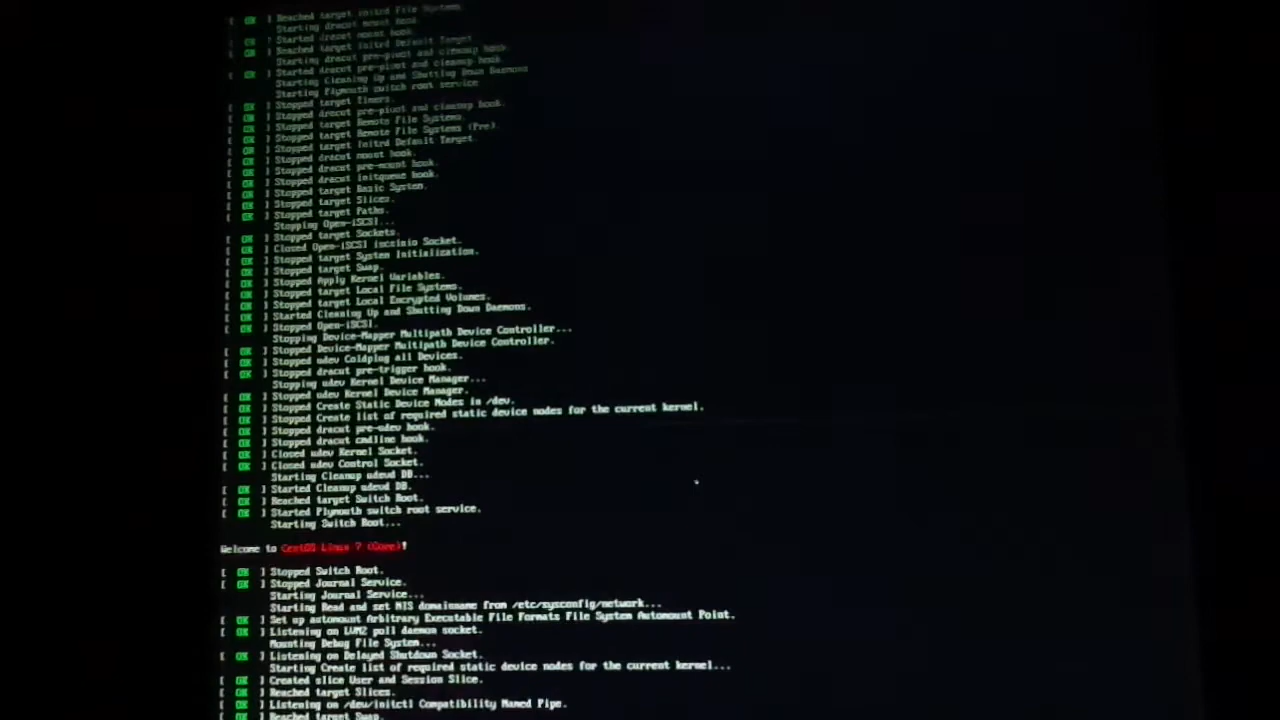 [ OK ] Reached target Initrd File Systems.
Starting dracut mount hook...
[ OK ] Started dracut mount hook.
[ OK ] Reached target Initrd Default Target.
Starting dracut pre-pivot and cleanup hook...
[ OK ] Started dracut pre-pivot and cleanup hook.
Starting Cleaning Up and Shutting Down Daemons...
Starting Plymouth switch root service...
[ OK ] Stopped target Timers.
[ OK ] Stopped dracut pre-pivot and cleanup hook.
[ OK ] Stopped target Remote File Systems.
[ OK ] Stopped target Remote File Systems (Pre).
[ OK ] Stopped target Initrd Default Target.
[ OK ] Stopped dracut mount hook.
[ OK ] Stopped dracut pre-mount hook.
[ OK ] Stopped dracut initqueue hook.
[ OK ] Stopped target Basic System.
[ OK ] Stopped target Slices.
[ OK ] Stopped target Paths.
Stopping Open-iSCSI...
[ OK ] Stopped target Sockets.
[ OK ] Closed Open-iSCSI iscsiuio Socket.
[ OK ] Stopped target System Initialization.
[ OK ] Stopped target Swap.
[ OK ] Stopped Apply Kernel Variables.
[ OK ] Stopped target Local File Systems.
[ OK ] Stopped target Local Encrypted Volumes.
[ OK ] Started Cleaning Up and Shutting Down Daemons.
[ OK ] Stopped Open-iSCSI.
Stopping Device-Mapper Multipath Device Controller...
[ OK ] Stopped Device-Mapper Multipath Device Controller.
[ OK ] Stopped udev Coldplug all Devices.
[ OK ] Stopped dracut pre-trigger hook.
Stopping udev Kernel Device Manager...
[ OK ] Stopped udev Kernel Device Manager.
[ OK ] Stopped Create Static Device Nodes in /dev.
[ OK ] Stopped Create list of required static device nodes for the current kernel.
[ OK ] Stopped dracut pre-udev hook.
[ OK ] Stopped dracut cmdline hook.
[ OK ] Closed udev Kernel Socket.
[ OK ] Closed udev Control Socket.
Starting Cleanup udevd DB...
[ OK ] Started Cleanup udevd DB.
[ OK ] Reached target Switch Root.
[ OK ] Started Plymouth switch root service.
Starting Switch Root...
Welcome to CentOS Linux 7 (Core)!
[ OK ] Stopped Switch Root.
[ OK ] Stopped Journal Service.
Starting Journal Service...
Starting Read and set NIS domainname from /etc/sysconfig/network...
[ OK ] Set up automount Arbitrary Executable File Formats File System Automount Point.
[ OK ] Listening on LVM2 poll daemon socket.
Mounting Debug File System...
[ OK ] Listening on Delayed Shutdown Socket.
Starting Create list of required static device nodes for the current kernel...
[ OK ] Created slice User and Session Slice.
[ OK ] Reached target Slices.
[ OK ] Listening on /dev/initctl Compatibility Named Pipe.
[ OK ] Reached target Swap.